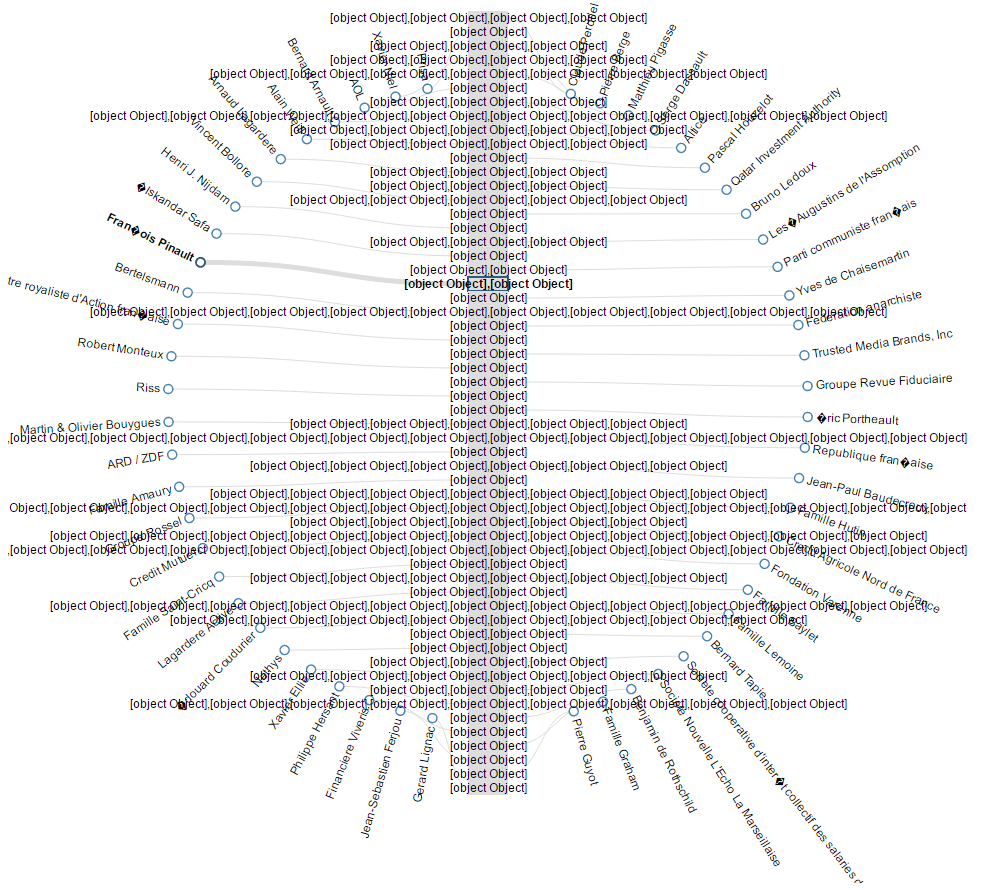 [object Object],[object Object],[object Object],[object Object]
[object Object]
[object Object],[object Object],[object Object]
[object Object],[object Object],[object Object],[object Object]
[object Object],[object Object],[object Object],[object Object],[object Object],[object Object],[object Object]
[object Object]
[object Object],[object Object],[object Object]
[object Object],[object Object],[object Object],[object Object],[object Object],[object Object],[object Object],[object Object],[object Object],[object Object]
[object Object],[object Object],[object Object],[object Object],[object Object]
[object Object],[object Object],[object Object],[object Object]
[object Object]
[object Object],[object Object],[object Object]
[object Object],[object Object],[object Object]
[object Object],[object Object],[object Object],[object Object],[object Object]
[object Object]
[object Object]
[object Object],[object Object],[object Object]
[object Object]
[object Object],[object Object]
[object Object],[object Object]
[object Object]
[object Object],[object Object],[object Object],[object Object],[object Object],[object Object],[object Object],[object Object],[object Object],[object Object]
[object Object]
[object Object]
[object Object]
[object Object]
[object Object]
[object Object]
[object Object]
[object Object],[object Object],[object Object],[object Object],[object Object]
,[object Object],[object Object],[object Object],[object Object],[object Object],[object Object],[object Object],[object Object],[object Object],[object Object],[object Object],[object Object]
[object Object]
[object Object],[object Object],[object Object],[object Object],[object Object],[object Object]
[object Object]
[object Object],[object Object],[object Object],[object Object],[object Object],[object Object],[object Object]
Object],[object Object],[object Object],[object Object],[object Object],[object Object],[object Object],[object Object],[object Object],[object Object],[object Object],[object Object],[object
[object Object],[object Object],[object Object],[object Object],[object Object]
[object Object],[object Object],[object Object],[object Object],[object Object],[object Object],[object Object],[object Object],[object Object],[object Object],[object Object]
,[object Object],[object Object],[object Object],[object Object],[object Object],[object Object],[object Object],[object Object],[object Object],[object Object],[object Object],[object Object]
[object Object],[object Object]
[object Object],[object Object],[object Object],[object Object],[object Object],[object Object]
[object Object],[object Object]
[object Object],[object Object],[object Object],[object Object],[object Object],[object Object],[object Object],[object Object],[object Object],[object Object],[object Object]
[object Object],[object Object],[object Object],[object Object],[object Object],[object Object],[object Object],[object Object]
[object Object],[object Object]
[object Object]
[object Object],[object Object],[object Object]
[object Object],[object Object],[object Object],[object Object],[object Object],[object Object]
[object Object],[object Object],[object Object]
[object Object],[object Object],[object Object],[object Object],[object Object],[object Object],[object Object],[object Object],[object Object]
[object Object]
[object Object]
[object Object]
[object Object]
[object Object]
[object Object]
Xavier Niel
AOL
Bernard Arnault
Alain Weill
Arnaud Lagardere
Vincent Bollore
Henri J. Nijdam
�Iskandar Safa
Fran�ois Pinault
Bertelsmann
tre royaliste d'Action fran�aise
Robert Monteux
Riss
Martin & Olivier Bouygues
ARD / ZDF
Famille Amaury
Groupe Rossel
Credit Mutuel
Famille Saint-Cricq
Lagardere Active
�douard Coudurier
Nethys
Xavier Ellie
Philippe Hersant
Financiere Viveris
Jean-Sebastien Ferjou
Gerard Lignac
Claude Perdriel
Pierre Berge
Matthieu Pigasse
Serge Dassault
Altice
Pascal Houzelot
Qatar Investment Authority
Bruno Ledoux
Les�Augustins de l'Assomption
Parti communiste fran�ais
Yves de Chaisemartin
Federation anarchiste
Trusted Media Brands, Inc
Groupe Revue Fiduciaire
�ric Portheault
Republique fran�aise
Jean-Paul Baudecroux
Famille Hutin
Credit Agricole Nord de France
Fondation Varenne
Famille Baylet
Famille Lemoine
Bernard Tapie
Societe cooperative d'inter�t collectif des salaries d
Societe Nouvelle L'Echo La Marseillaise
Benjamin de Rothschild
Famille Graham
Pierre Guyot